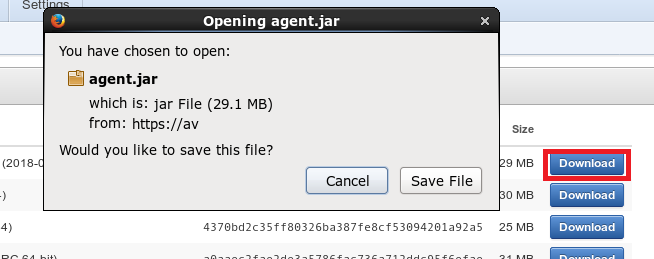 Settings
Opening agent.jar
You have chosen to open:
agent.jar
which is: jar File (29.1 MB)
from: https://av
Would you like to save this file?
Cancel
Save File
Size
(2018-0
29 MB
Download
30 MB
Download
4)
4370bd2c35ff80326ba387fe8cf53094201a92a5
25 MB
Download
31 MB
Download